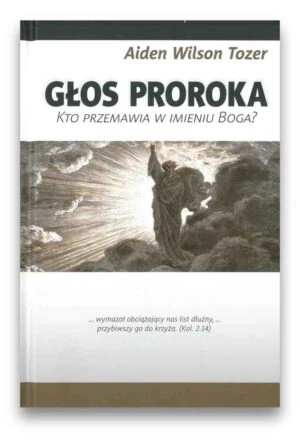 Aiden Wilson Tozer
GŁOS PROROKA
KTO PRZEMAWIA W IMIENIU BOGA?
... wymazał obciążający nas list dłużny, ...
przybiwszy go do krzyża. (Kol. 2.14)